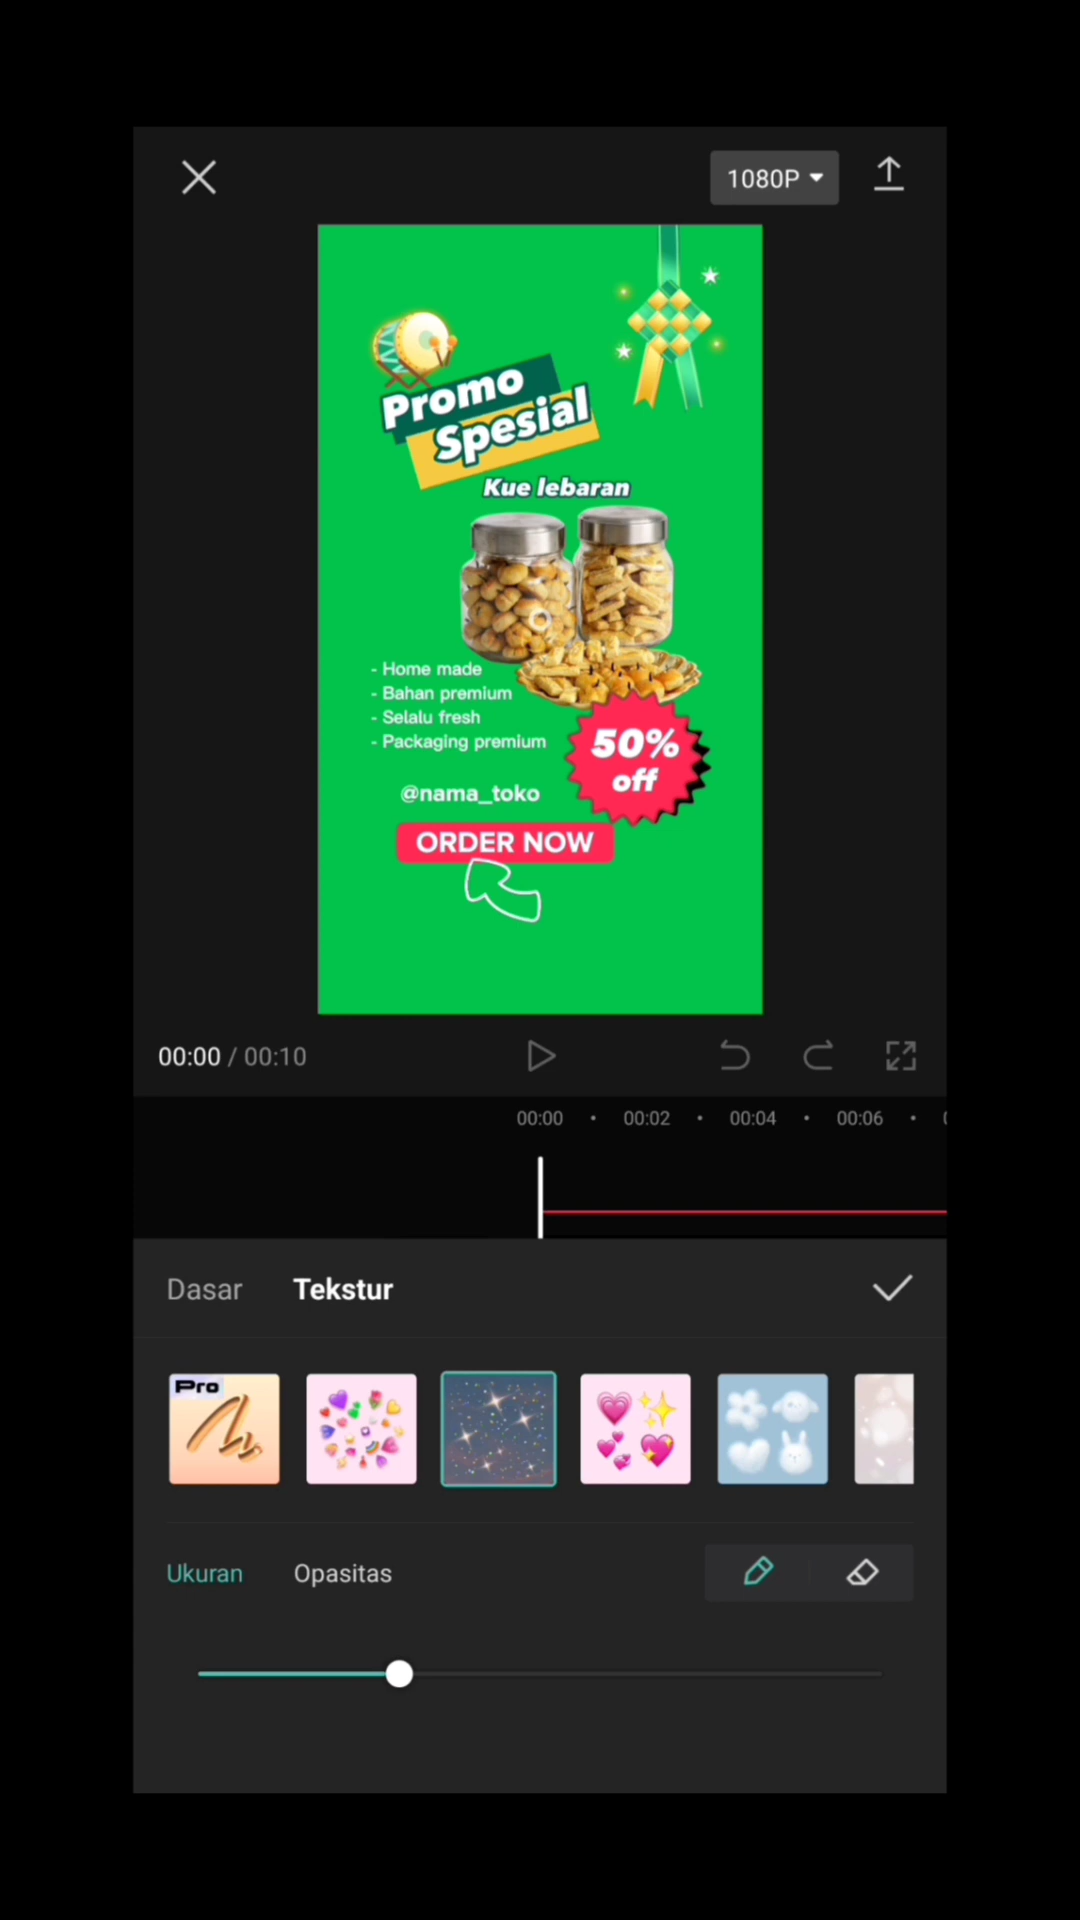 1080P
Promo
Spesial
Kue lebaran
- Home made
- Bahan premium
- Selalu fresh
- Packaging premium
50%
off
@nama_toko
ORDER NOW
00:00 / 00:10
00:00 • 00:02 • 00:04 • 00:06 •
Dasar Tekstur
Pro
Ukuran Opasitas